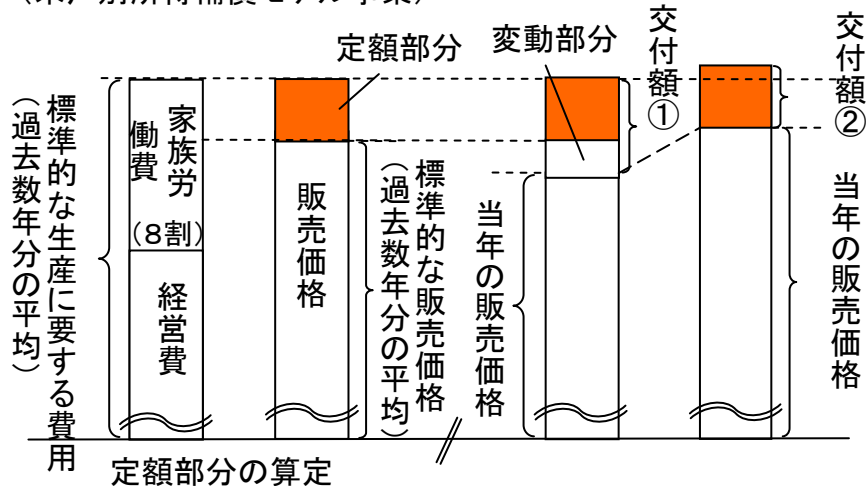 （米戸別所得補償モデル事業）
定額部分
変動部分
交付額①
交付額②
標準的な生産に要する費用
（過去数年分の平均）
家族労
働費
（8割）
経営費
販売価格
標準的な販売価格
（過去数年分の平均）
当年の販売価格
当年の販売価格
定額部分の算定